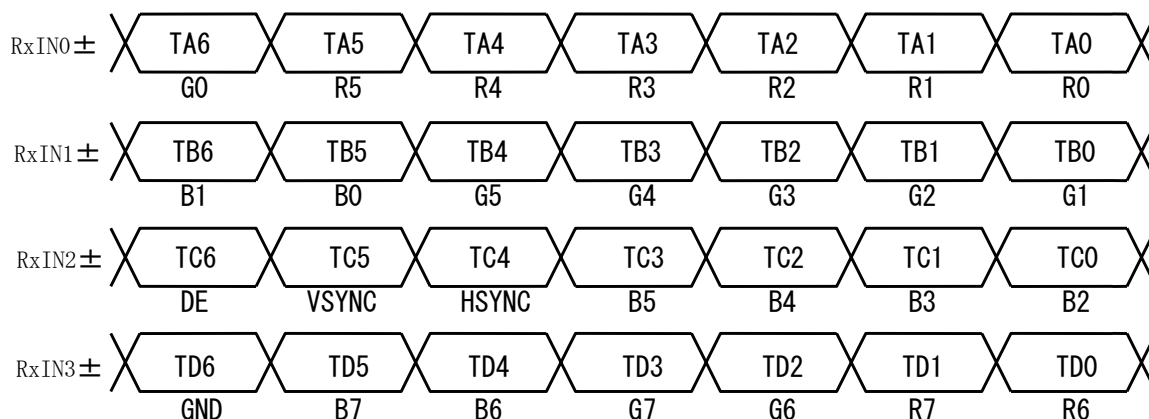 RxIN0± TA6 TA5 TA4 TA3 TA2 TA1 TA0
G0 R5 R4 R3 R2 R1 R0
RxIN1± TB6 TB5 TB4 TB3 TB2 TB1 TB0
B1 B0 G5 G4 G3 G2 G1
RxIN2± TC6 TC5 TC4 TC3 TC2 TC1 TC0
DE VSYNC HSYNC B5 B4 B3 B2
RxIN3± TD6 TD5 TD4 TD3 TD2 TD1 TD0
GND B7 B6 G7 G6 R7 R6